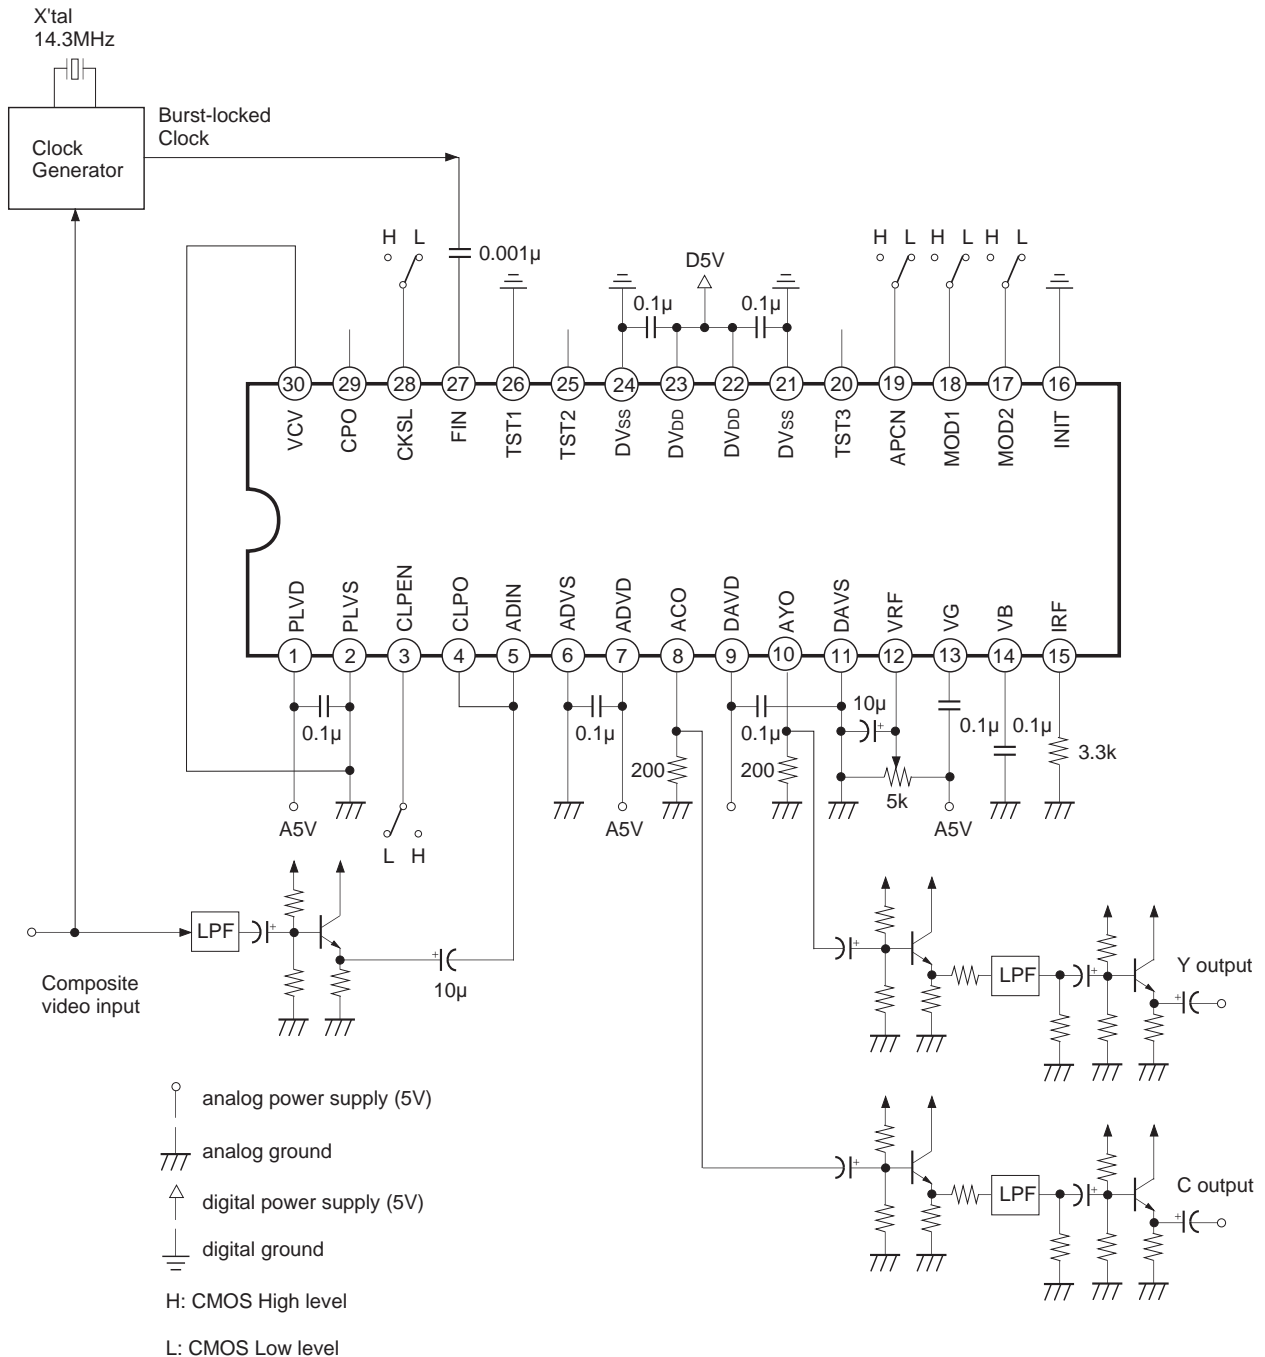 X'tal
14.3MHz
Burst-locked
Clock
Clock
Generator
H L
0.001µ
D5V
0.1µ 0.1µ
H L H L H L
30 29 28 27 26 25 24 23 22 21 20 19 18 17 16
VCV CPO CKSL FIN TST1 TST2 DVSS DVDD DVDD DVSS TST3 APCN MOD1 MOD2 INIT
PLVD PLVS CLPEN CLPO ADIN ADVS ADVD ACO DAVD AYO DAVS VRF VG VB IRF
1 2 3 4 5 6 7 8 9 10 11 12 13 14 15
0.1µ 0.1µ 0.1µ 10µ + 0.1µ 0.1µ
200 200 5k 3.3k
A5V A5V A5V
L H
LPF + + 10µ
Composite
video input
+ LPF + + Y output
+ LPF + + C output
analog power supply (5V)
analog ground
digital power supply (5V)
digital ground
H: CMOS High level
L: CMOS Low level